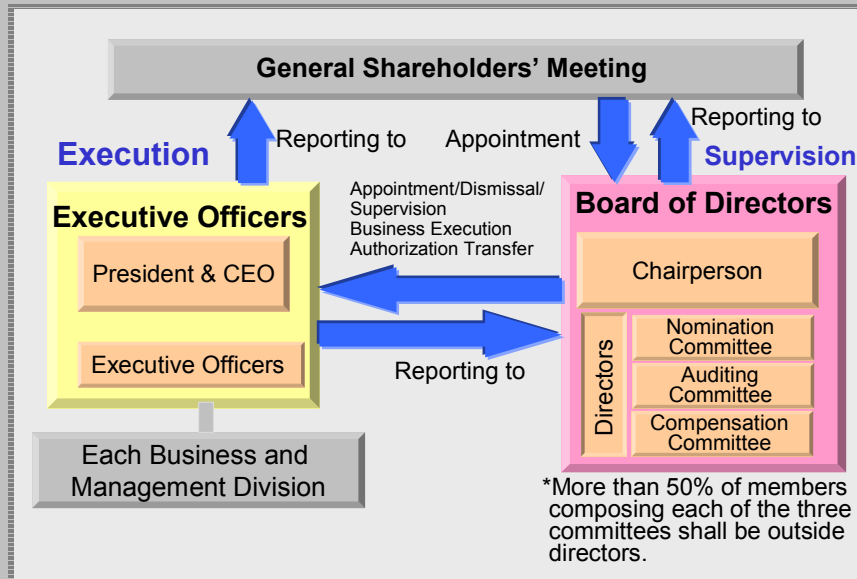 General Shareholders' Meeting
Execution
Reporting to
Appointment
Reporting to
Supervision
Executive Officers
President & CEO
Executive Officers
Each Business and
Management Division
Appointment/Dismissal/
Supervision
Business Execution
Authorization Transfer
Reporting to
Board of Directors
Chairperson
Directors
Nomination
Committee
Auditing
Committee
Compensation
Committee
*More than 50% of members
composing each of the three
committees shall be outside
directors.